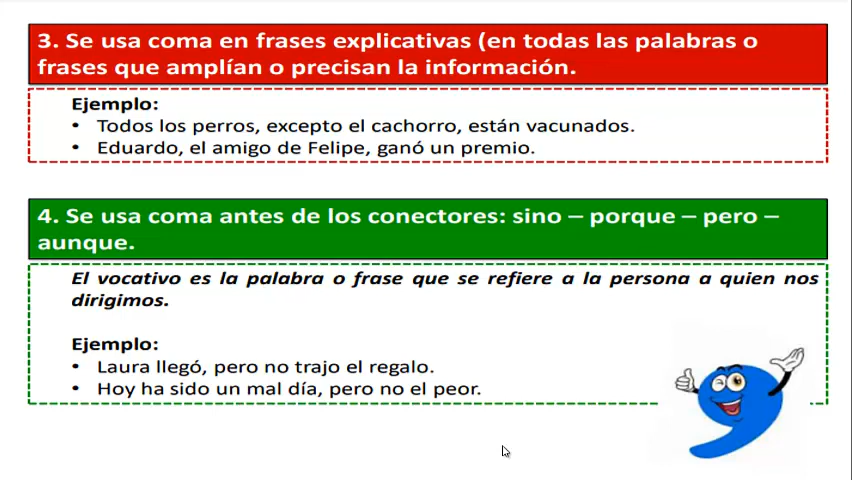 3. Se usa coma en frases explicativas (en todas las palabras o
frases que amplían o precisan la información.
Ejemplo:
• Todos los perros, excepto el cachorro, están vacunados.
• Eduardo, el amigo de Felipe, ganó un premio.
4. Se usa coma antes de los conectores: sino – porque – pero –
aunque.
El vocativo es la palabra o frase que se refiere a la persona a quien nos
dirigimos.
Ejemplo:
• Laura llegó, pero no trajo el regalo.
• Hoy ha sido un mal día, pero no el peor.